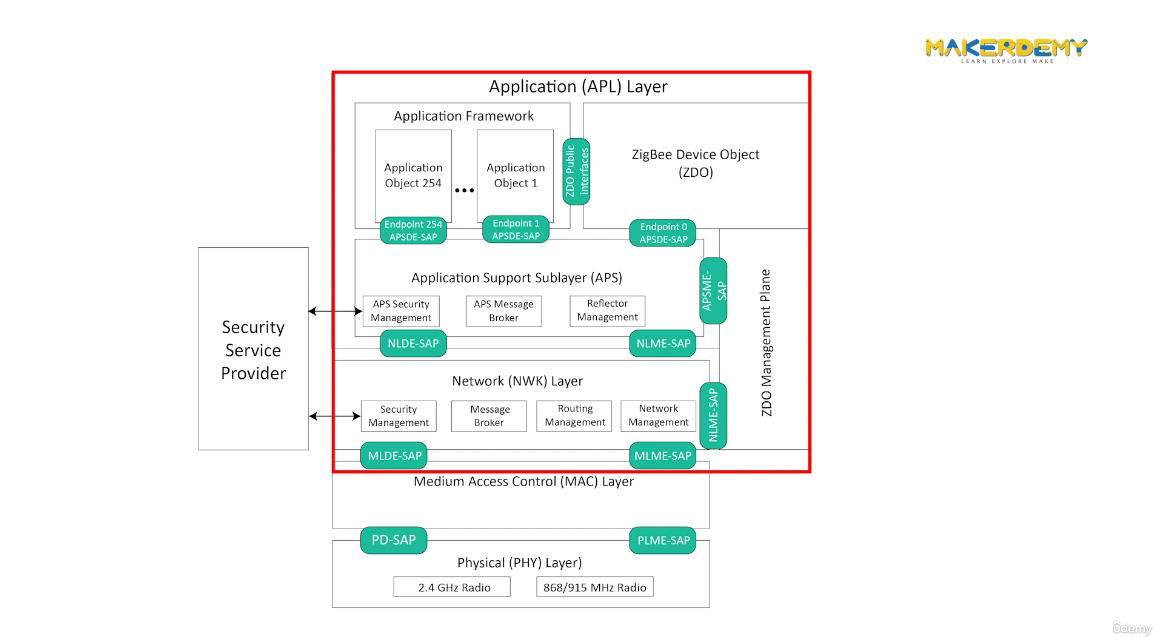 MAKERDEMY
LEARN EXPLORE MAKE
Application (APL) Layer
Application Framework
Application
Object 254
...
Application
Object 1
ZDO Public
interfaces
ZigBee Device Object
(ZDO)
Endpoint 254
APSDE-SAP
Endpoint 1
APSDE-SAP
Endpoint 0
APSDE-SAP
Application Support Sublayer (APS)
APS Security
Management
APS Message
Broker
Reflector
Management
APSME-
SAP
ZDO Management Plane
Security
Service
Provider
NLDE-SAP
NLME-SAP
Network (NWK) Layer
Security
Management
Message
Broker
Routing
Management
Network
Management
NLME-SAP
MLDE-SAP
MLME-SAP
Medium Access Control (MAC) Layer
PD-SAP
PLME-SAP
Physical (PHY) Layer)
2.4 GHz Radio
868/915 MHz Radio
ûdemy